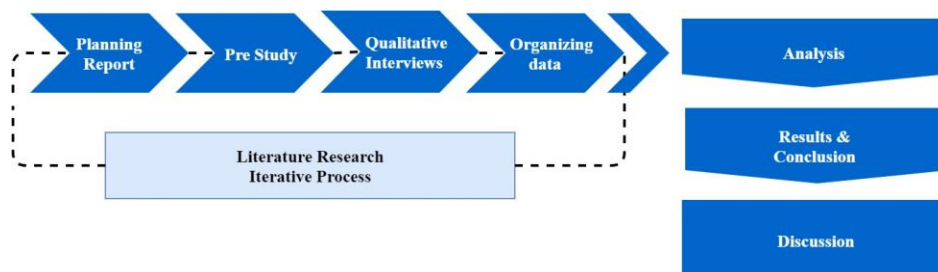 Planning
Report
Pre Study
Qualitative
Interviews
Organizing
data
Analysis
Literature Research
Iterative Process
Results &
Conclusion
Discussion